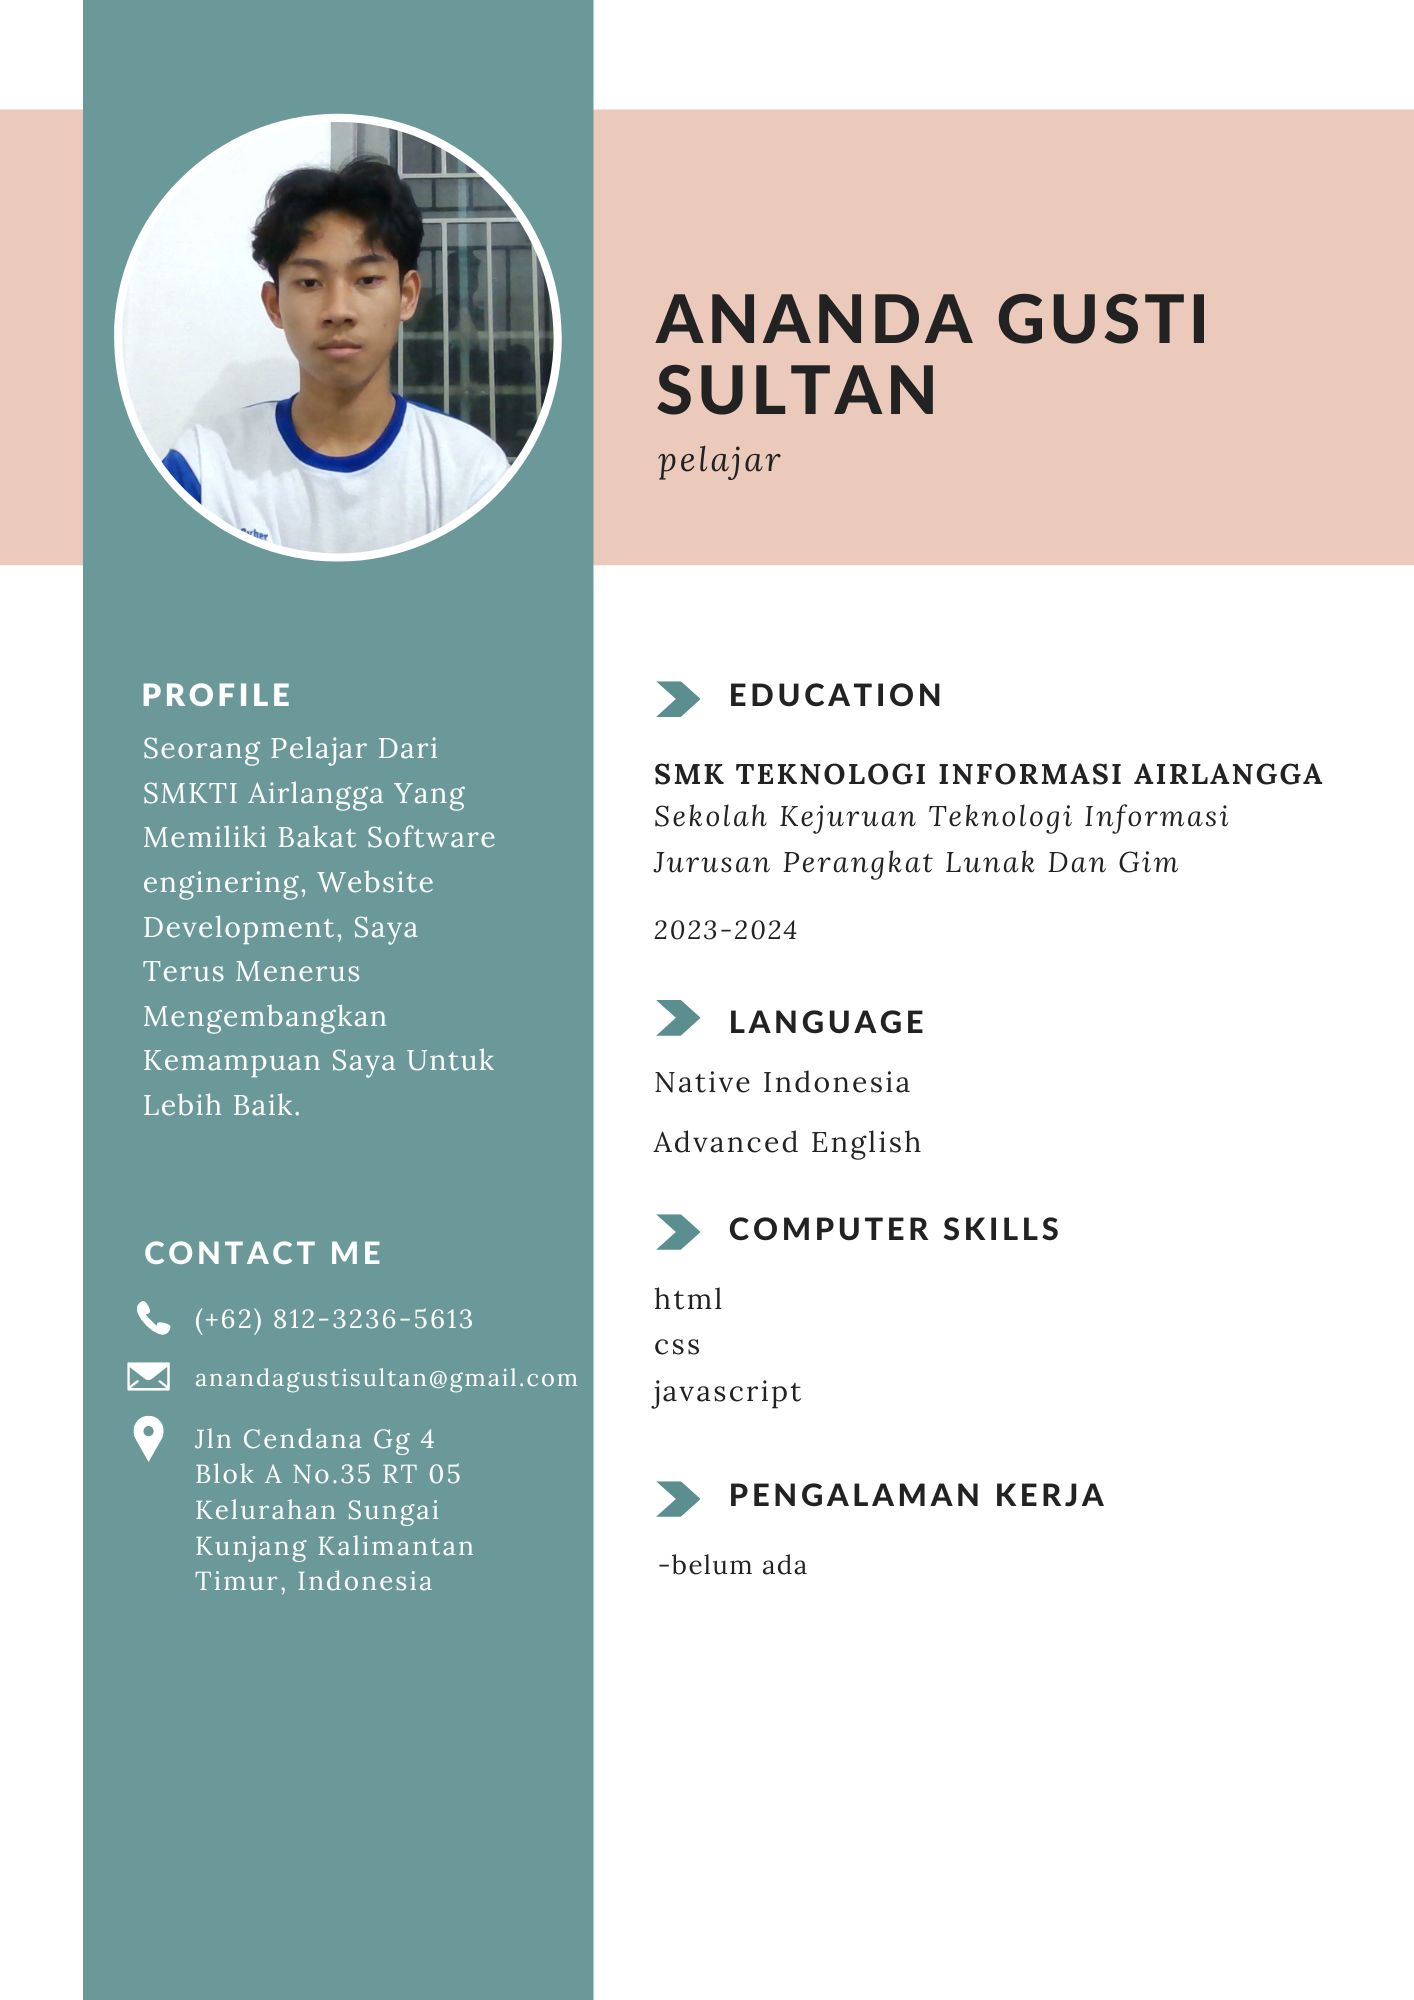 ANANDA GUSTI
SULTAN
pelajar
PROFILE
Seorang Pelajar Dari
SMKTI Airlangga Yang
Memiliki Bakat Software
enginering, Website
Development, Saya
Terus Menerus
Mengembangkan
Kemampuan Saya Untuk
Lebih Baik.
CONTACT ME
(+62) 812-3236-5613
anandagustisultan@gmail.com
Jln Cendana Gg 4
Blok A No.35 RT 05
Kelurahan Sungai
Kunjang Kalimantan
Timur, Indonesia
EDUCATION
SMK TEKNOLOGI INFORMASI AIRLANGGA
Sekolah Kejuruan Teknologi Informasi
Jurusan Perangkat Lunak Dan Gim
2023-2024
LANGUAGE
Native Indonesia
Advanced English
COMPUTER SKILLS
html
css
javascript
PENGALAMAN KERJA
-belum ada